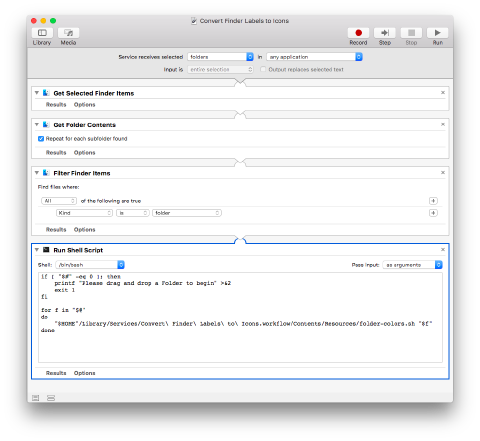 Convert Finder Labels to Icons
Library Media Record Step Stop Run
Service receives selected folders in any application
Input is entire selection Output replaces selected text
Get Selected Finder Items
Results Options
Get Folder Contents
Repeat for each subfolder found
Results Options
Filter Finder Items
Find files where:
All of the following are true
Kind is folder
Results Options
Run Shell Script
Shell: /bin/bash Pass input: as arguments
if [ "$#" -eq 0 ]; then
printf "Please drag and drop a Folder to begin" >&2
exit 1
fi
for f in "$@"
do
"$HOME"/Library/Services/Convert\ Finder\ Labels\ to\ Icons.workflow/Contents/Resources/folder-colors.sh "$f"
done
Results Options